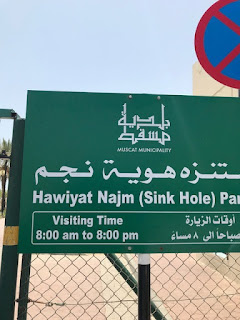 بلدية
مسقط
MUSCAT MUNICIPALITY
تنزه هوية نجم
Hawiyat Najm (Sink Hole) Par
Visiting Time
8:00 am to 8:00 pm
أوقات الزيارة
صباحاً الى ٨ مساءً